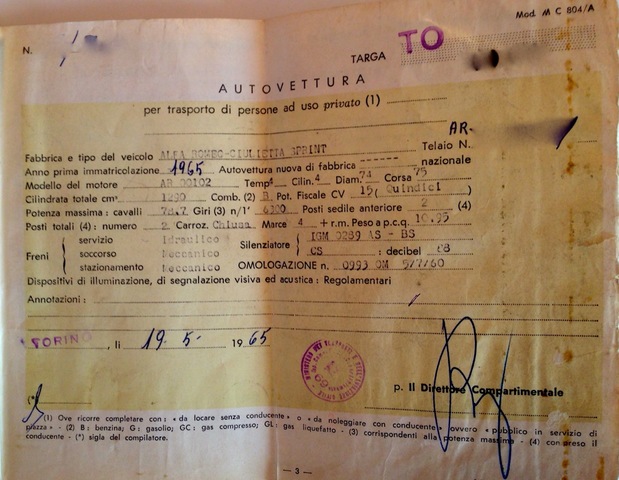 Mod. M C 804/A
N.
TARGA TO
AUTOVETTURA
per trasporto di persone ad uso privato (1)
AR-
Fabbrica e tipo del veicolo ALFA ROMEO-GIULIETTA SPRINT Telaio N.
Anno prima immatricolazione 1965 Autovettura nuova di fabbrica ------ nazionale
Modello del motore AR 00102 Temp. 4 Cilin. 4 Diam. 74 Corsa 75
Cilindrata totale cm³ 1290 Comb. (2) B Pot. Fiscale CV 15 ( Quindici )
Potenza massima : cavalli Giri (3) n/1' 6300 Posti sedile anteriore 2 (4)
Posti totali (4) : numero 2 Carroz. Chiusa Marce 4 + r.m. Peso a p.c.q. 10.95
Freni servizio Idraulico
soccorso Meccanico
stazionamento Meccanico
Silenziatore IGM 0289 AS - BS
CS : decibel 88
OMOLOGAZIONE n. 0993 OM 5/7/60
Dispositivi di illuminazione, di segnalazione visiva ed acustica : Regolamentari
Annotazioni :
TORINO , lì 19-5- 1965
p. Il Direttore Compartimentale
(*)
(1) Ove ricorre completare con: « da locare senza conducente » o « da noleggiare con conducente » ovvero « pubblico in servizio di
piazza » - (2) B : benzina; G : gasolio; GC : gas compresso; GL : gas liquefatto - (3) corrispondenti alla potenza massima - (4) compreso il
conducente - (*) sigla del compilatore.
— 3 —